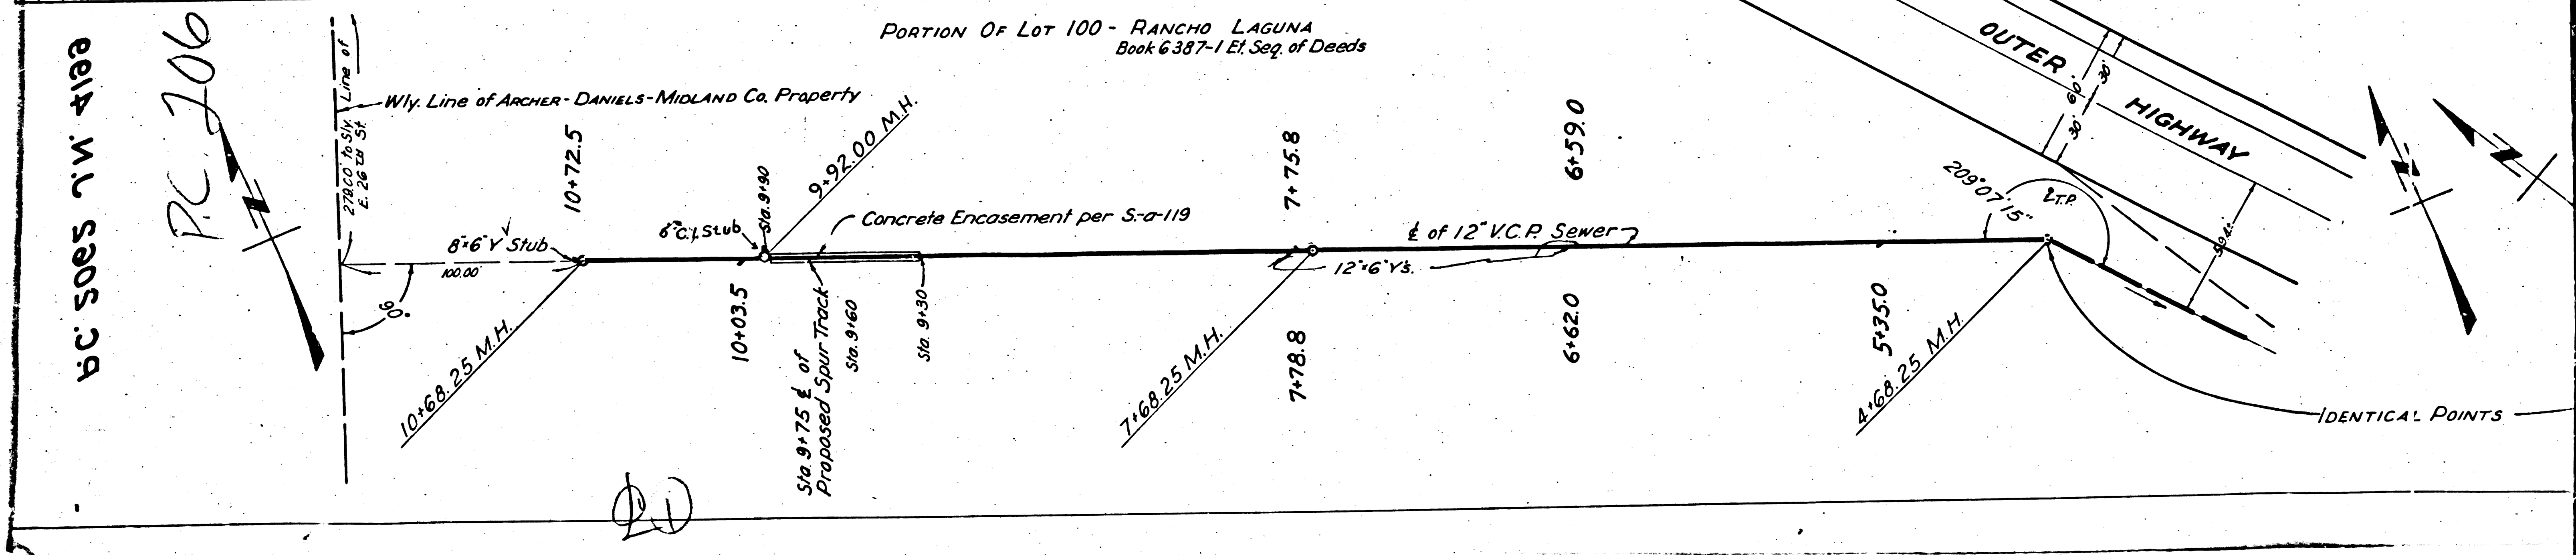 PORTION OF LOT 100 - RANCHO LAGUNA
Book 6387-1 Et. Seq. of Deeds
P.C. 5095 J.N. 4199
P.C. 206
Wly. Line of ARCHER-DANIELS-MIDLAND Co. Property
to Sly. Line of
E. 26TH St.
100.00'
90°
8"x6" Y Stub
10+72.5
10+68.25 M.H.
6" C.I. Stub
Sta. 9+90
9+92.00 M.H.
Concrete Encasement per S-a-119
10+03.5
Sta. 9+75 ℄ of
Proposed Spur Track
Sta. 9+60
Sta. 9+30
7+75.8
7+68.25 M.H.
7+78.8
12"x6" Y's.
℄ of 12" V.C.P. Sewer
6+59.0
6+62.0
5+35.0
4+68.25 M.H.
209°07'15"
T.P.
OUTER HIGHWAY
60'
30'
30'
IDENTICAL POINTS
N
N
N